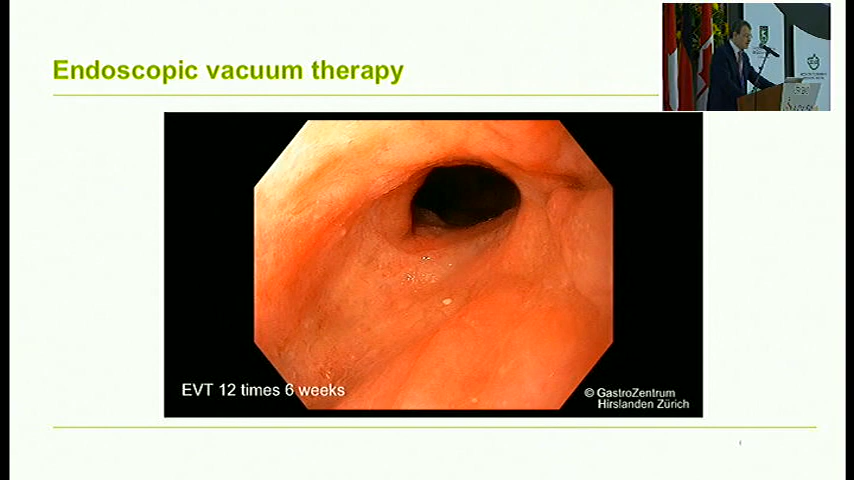 Endoscopic vacuum therapy
EVT 12 times 6 weeks
© GastroZentrum
Hirslanden Zürich